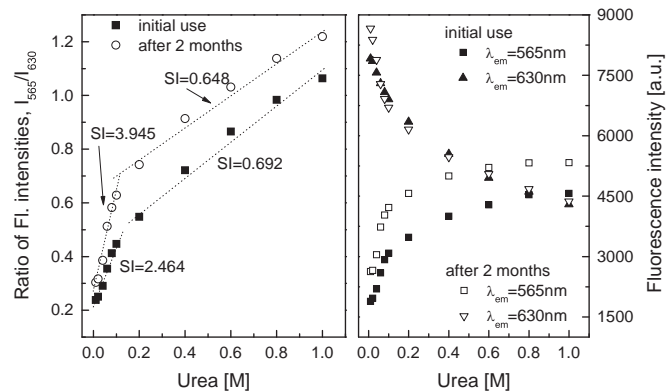 initial use
after 2 months
SI=0.648
SI=3.945
SI=0.692
SI=2.464
Ratio of Fl. intensities, I565/I630
1.2
1.0
0.8
0.6
0.4
0.2
0.0 0.2 0.4 0.6 0.8 1.0
Urea [M]
initial use
λem=565nm
λem=630nm
after 2 months
λem=565nm
λem=630nm
0.0 0.2 0.4 0.6 0.8 1.0
Urea [M]
9000
7500
6000
4500
3000
1500
Fluorescence intensity [a.u.]